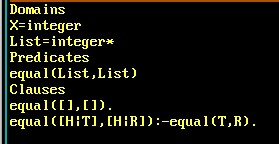 Domains
X=integer
List=integer*
Predicates
equal(List,List)
Clauses
equal([],[]).
equal([H|T],[H|R]):-equal(T,R).